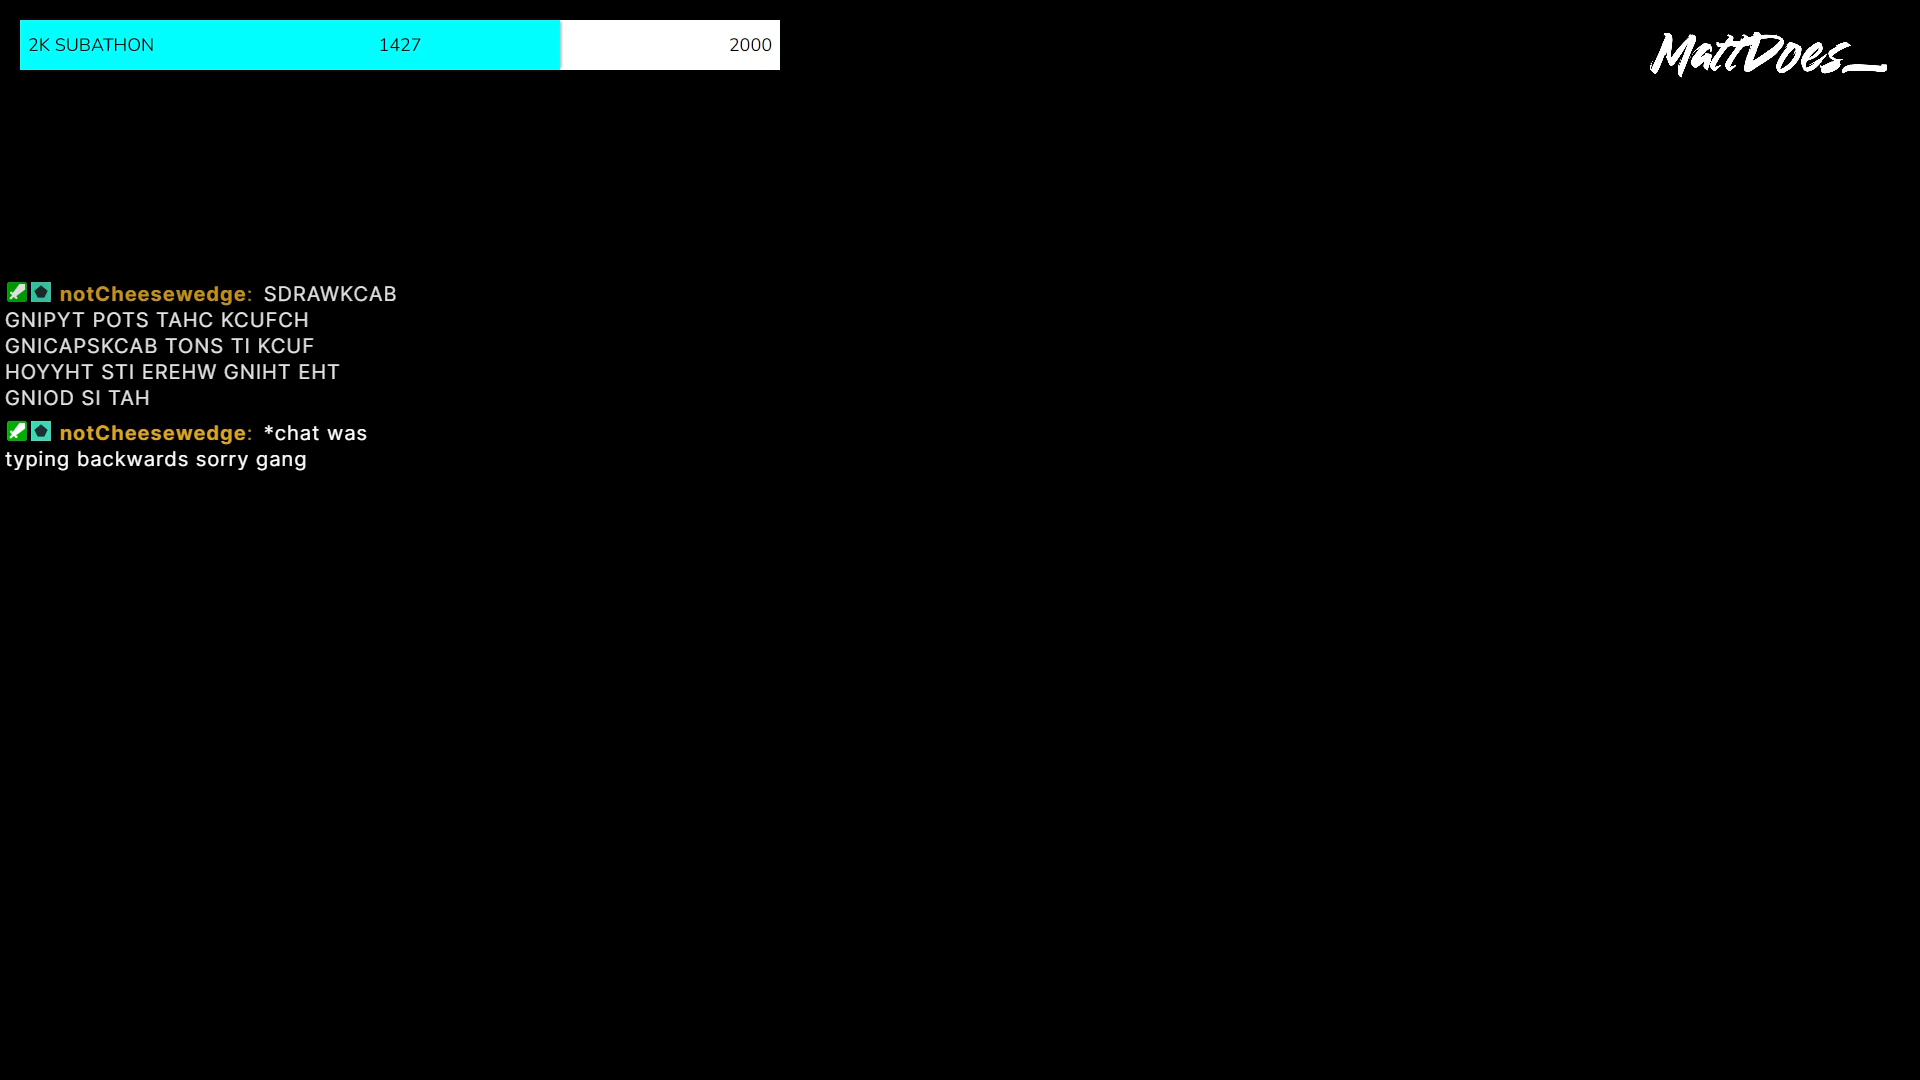 2K SUBATHON 1427 2000
MattDoes_
notCheesewedge: SDRAWKCAB
GNIPYT POTS TAHC KCUFCH
GNICAPSKCAB TONS TI KCUF
HOYYHT STI EREHW GNIHT EHT
GNIOD SI TAH
notCheesewedge: *chat was
typing backwards sorry gang